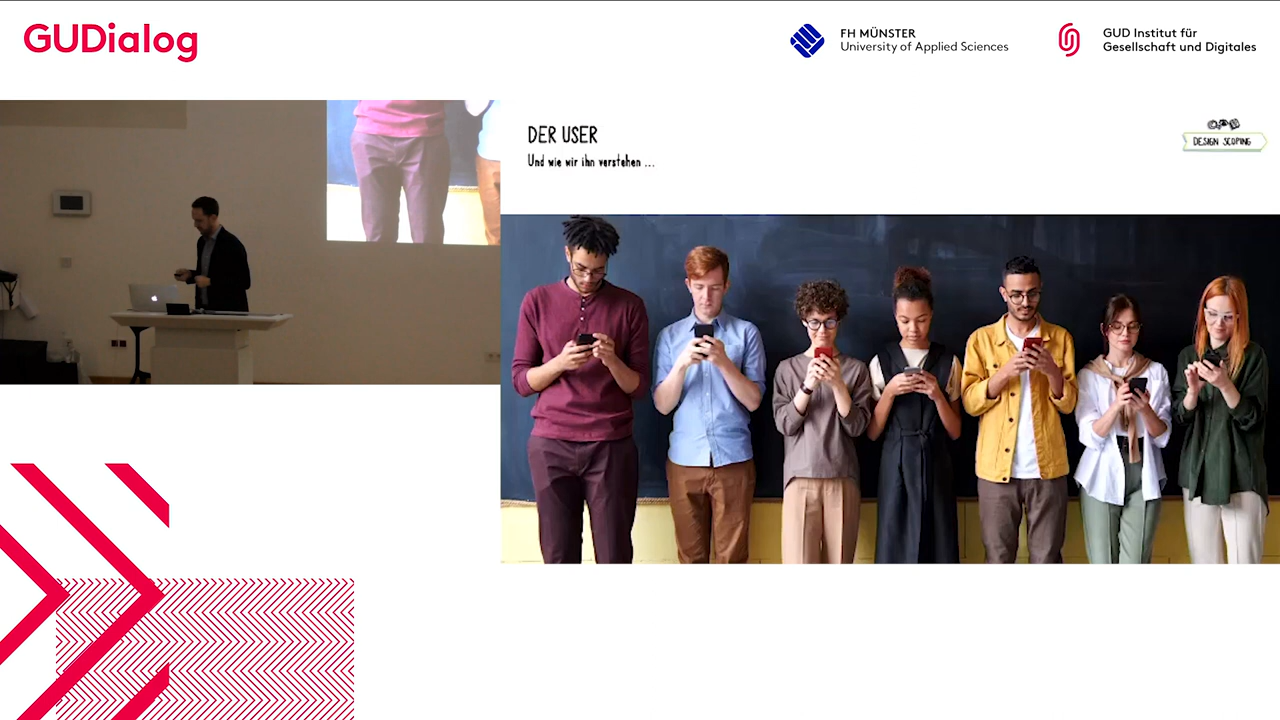 GUDialog
FH MÜNSTER
University of Applied Sciences
GUD Institut für
Gesellschaft und Digitales
DER USER
Und wie wir ihn verstehen ...
DESIGN SCOPING